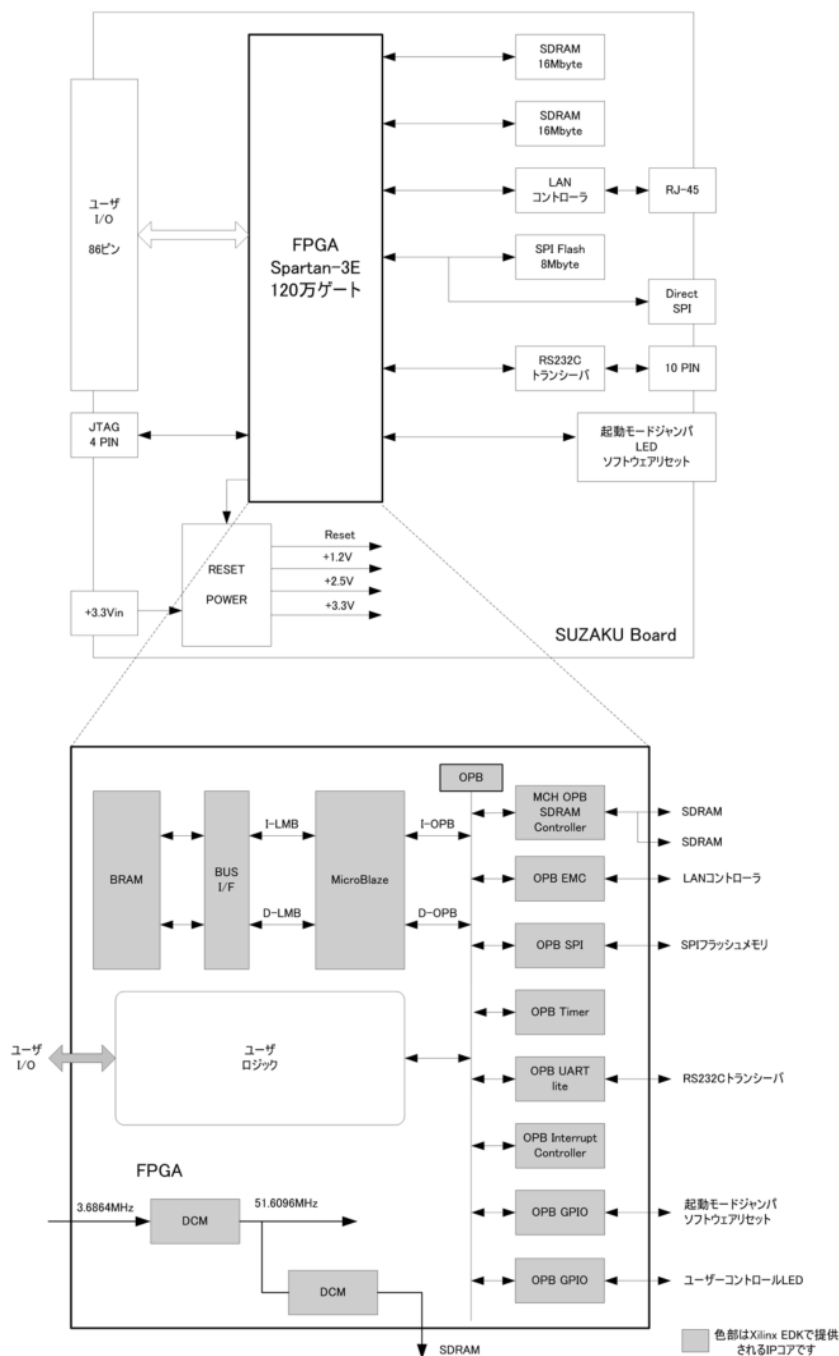 SDRAM
16Mbyte
SDRAM
16Mbyte
ユーザ
I/O
86ピン
LAN
コントローラ
RJ-45
FPGA
Spartan-3E
120万ゲート
SPI Flash
8Mbyte
Direct
SPI
RS232C
トランシーバ
10 PIN
JTAG
4 PIN
起動モードジャンパ
LED
ソフトウェアリセット
RESET
POWER
Reset
+1.2V
+2.5V
+3.3V
+3.3Vin
SUZAKU Board
OPB
BRAM
BUS
I/F
I-LMB
D-LMB
MicroBlaze
I-OPB
D-OPB
MCH OPB
SDRAM
Controller
SDRAM
SDRAM
OPB EMC
LANコントローラ
OPB SPI
SPIフラッシュメモリ
OPB Timer
ユーザ
I/O
ユーザ
ロジック
OPB UART
lite
RS232Cトランシーバ
OPB Interrupt
Controller
FPGA
3.6864MHz
DCM
51.6096MHz
OPB GPIO
起動モードジャンパ
ソフトウェアリセット
DCM
OPB GPIO
ユーザーコントロールLED
SDRAM
色部はXilinx EDKで提供
されるIPコアです